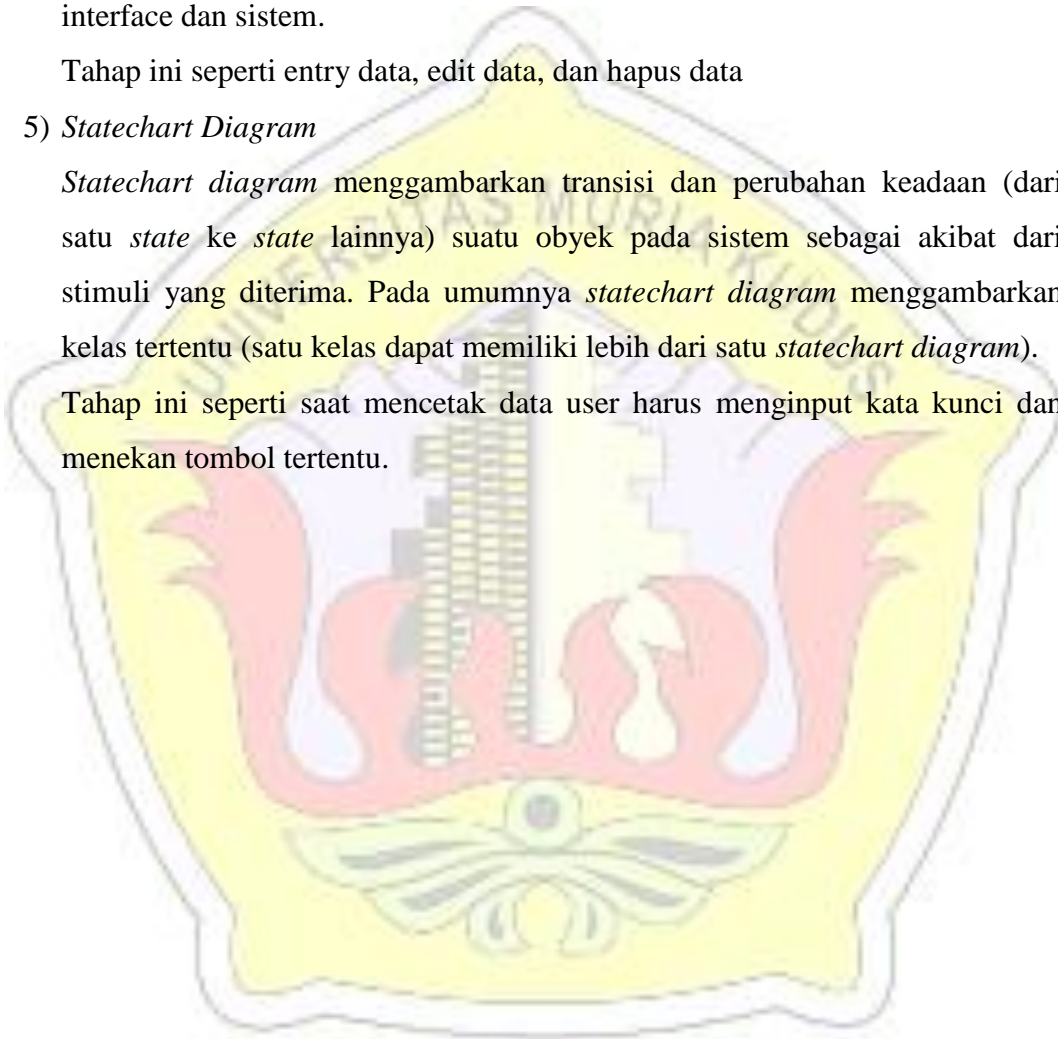 interface dan sistem.
Tahap ini seperti entry data, edit data, dan hapus data
5) Statechart Diagram
Statechart diagram menggambarkan transisi dan perubahan keadaan (dari
satu state ke state lainnya) suatu obyek pada sistem sebagai akibat dari
stimuli yang diterima. Pada umumnya statechart diagram menggambarkan
kelas tertentu (satu kelas dapat memiliki lebih dari satu statechart diagram).
Tahap ini seperti saat mencetak data user harus menginput kata kunci dan
menekan tombol tertentu.
UNIVERSITAS MURIA KUDUS